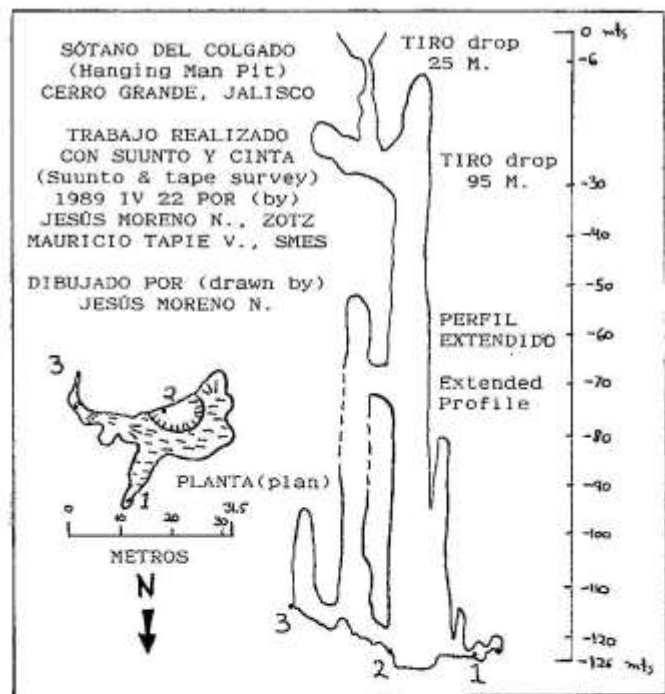 SÓTANO DEL COLGADO
(Hanging Man Pit)
CERRO GRANDE, JALISCO
TRABAJO REALIZADO
CON SUUNTO Y CINTA
(Suunto & tape survey)
1989 IV 22 POR (by)
JESÚS MORENO N., ZOTZ
MAURICIO TAPIE V., SMES
DIBUJADO POR (drawn by)
JESÚS MORENO N.
TIRO drop
25 M.
TIRO drop
95 M.
PERFIL
EXTENDIDO
Extended
Profile
0 mts
-6
-30
-40
-50
-60
-70
-80
-90
-100
-110
-120
-126 mts
3
2
1
PLANTA(plan)
0 10 20 30 31.5
METROS
N
3
2
1